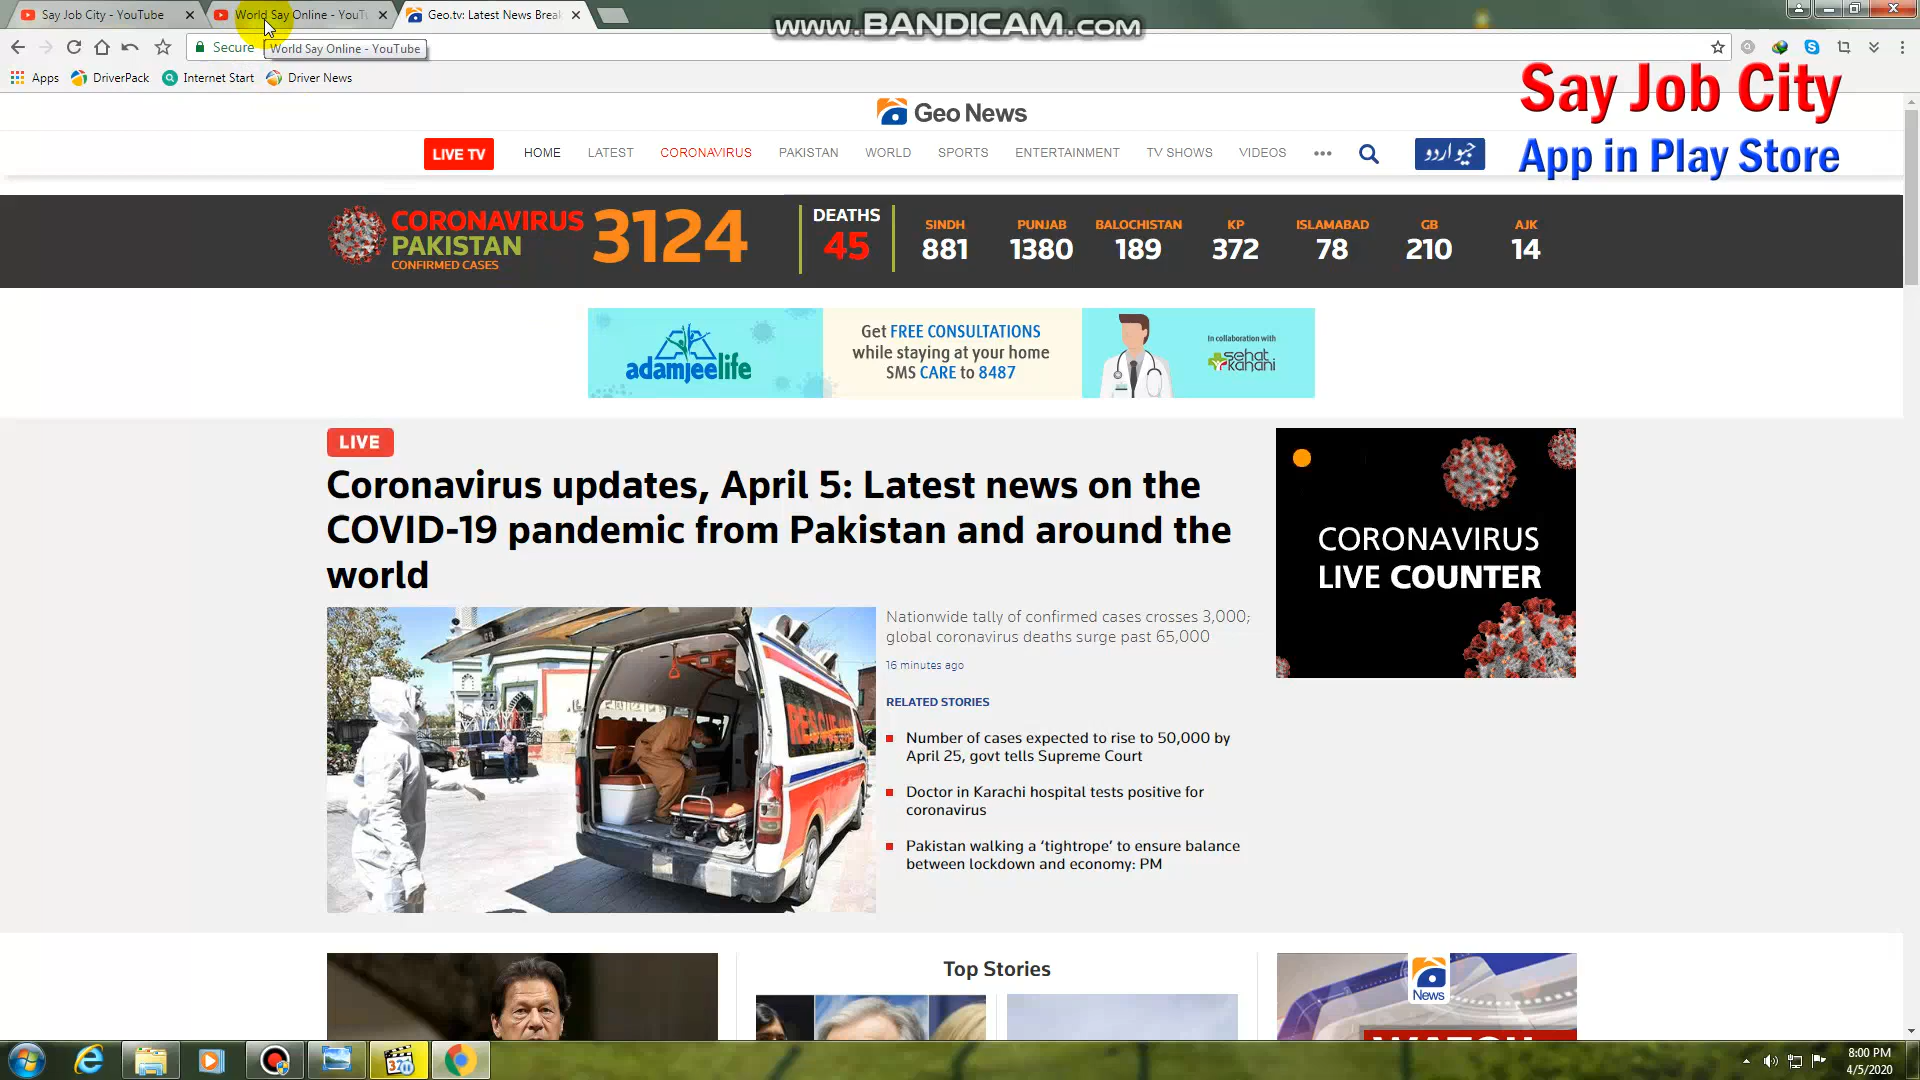 Say Job City - YouTube
World Say Online - YouTu
Geo.tv: Latest News Break
WWW.BANDICAM.COM
Secure
World Say Online - YouTube
Apps
DriverPack
Internet Start
Driver News
Say Job City
App in Play Store
Geo News
LIVE TV
HOME
LATEST
CORONAVIRUS
PAKISTAN
WORLD
SPORTS
ENTERTAINMENT
TV SHOWS
VIDEOS
جیو اردو
CORONAVIRUS
PAKISTAN
CONFIRMED CASES
3124
DEATHS
45
SINDH
881
PUNJAB
1380
BALOCHISTAN
189
KP
372
ISLAMABAD
78
GB
210
AJK
14
adamjeelife
Get FREE CONSULTATIONS
while staying at your home
SMS CARE to 8487
In collaboration with
sehat
kahani
LIVE
Coronavirus updates, April 5: Latest news on the
COVID-19 pandemic from Pakistan and around the
world
CORONAVIRUS
LIVE COUNTER
Nationwide tally of confirmed cases crosses 3,000;
global coronavirus deaths surge past 65,000
16 minutes ago
RELATED STORIES
Number of cases expected to rise to 50,000 by
April 25, govt tells Supreme Court
Doctor in Karachi hospital tests positive for
coronavirus
Pakistan walking a ‘tightrope’ to ensure balance
between lockdown and economy: PM
Top Stories
News
8:00 PM
4/5/2020